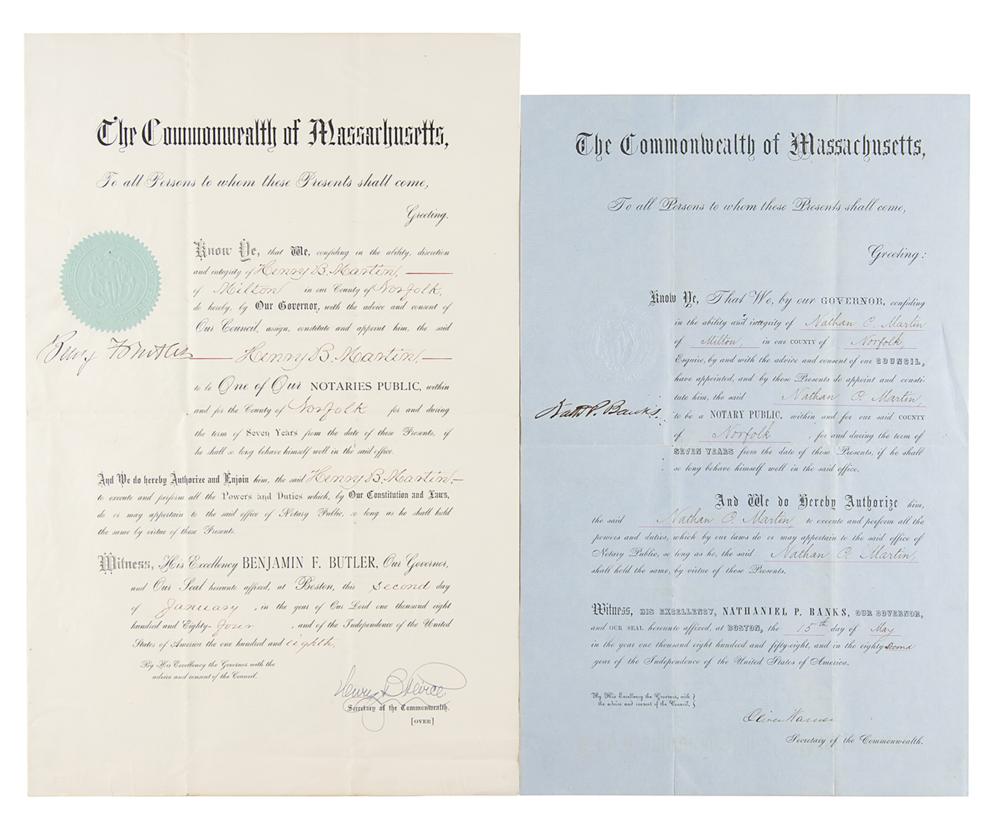 The Commonwealth of Massachusetts,
To all Persons to whom these Presents shall come,
Greeting.
Know Ye, that We, confiding in the ability, discretion
and integrity of Henry B. Martin,
of Milton in our County of Norfolk,
do hereby, by Our Governor, with the advice and consent of
Our Council, assign, constitute and appoint him, the said
Henry B. Martin,
to be One of Our NOTARIES PUBLIC, within
and for the County of Norfolk for and during
the term of Seven Years from the date of these Presents, if
he shall so long behave himself well in the said office.
And We do hereby Authorize and Enjoin him, the said Henry B. Martin,
to execute and perform all the Powers and Duties which, by Our Constitution and Laws,
do or may appertain to the said office of Notary Public, so long as he shall hold
the same by virtue of these Presents.
Witness, His Excellency BENJAMIN F. BUTLER, Our Governor,
and Our Seal hereunto affixed, at Boston, this second day
of January, in the year of Our Lord one thousand eight
hundred and Eighty-four, and of the Independence of the United
States of America the one hundred and eighth.
By His Excellency the Governor with the
advice and consent of the Council.
Benj F Butler
Henry B Peirce
Secretary of the Commonwealth.
[OVER]
The Commonwealth of Massachusetts,
To all Persons to whom these Presents shall come,
Greeting:
Know Ye, That We, by our GOVERNOR, confiding
in the ability and integrity of Nathan C. Martin
of Milton, in our COUNTY OF Norfolk,
Esquire, by and with the advice and consent of our COUNCIL,
have appointed, and by these Presents do appoint and consti-
tute him, the said Nathan C. Martin,
to be a NOTARY PUBLIC, within and for our said COUNTY
of Norfolk, for and during the term of
SEVEN YEARS from the date of these Presents, if he shall
so long behave himself well in the said office.
Nath P. Banks.
And We do Hereby Authorize him,
the said Nathan C. Martin, to execute and perform all the
powers and duties, which by our laws do or may appertain to the said office of
Notary Public, so long as he, the said Nathan C. Martin,
shall hold the same, by virtue of these Presents.
Witness, HIS EXCELLENCY, NATHANIEL P. BANKS, OUR GOVERNOR,
and OUR SEAL hereunto affixed, at BOSTON, the 15th day of May
in the year one thousand eight hundred and fifty-eight, and in the eighty second
year of the Independence of the United States of America.
By His Excellency the Governor, with
the advice and consent of the Council,
Oliver Warner
Secretary of the Commonwealth.